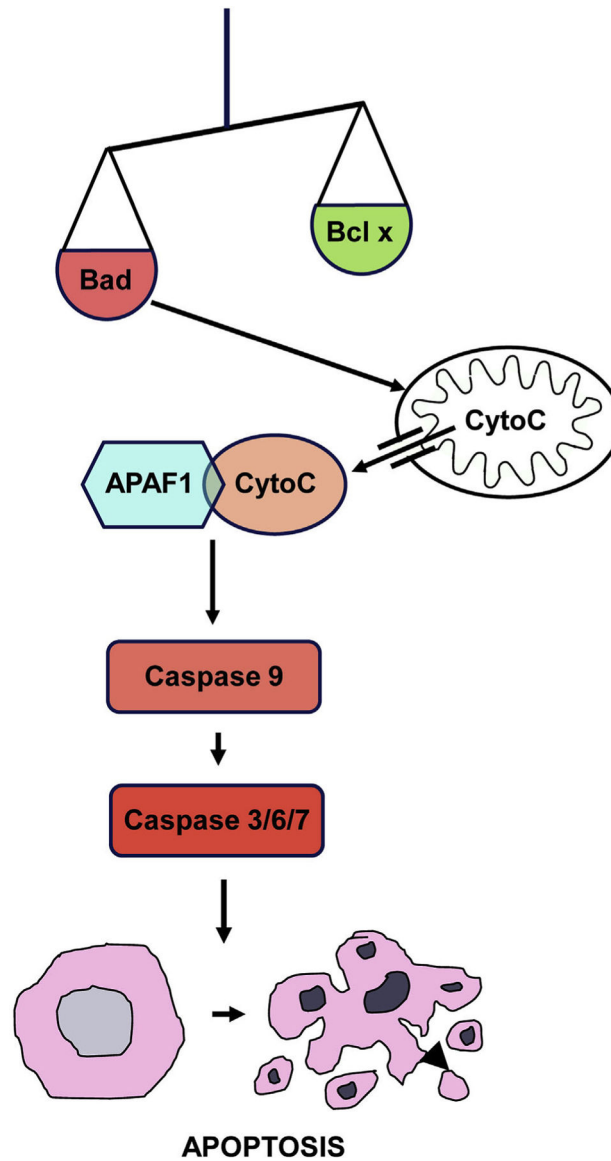 Bcl x
Bad
CytoC
APAF1
CytoC
Caspase 9
Caspase 3/6/7
APOPTOSIS